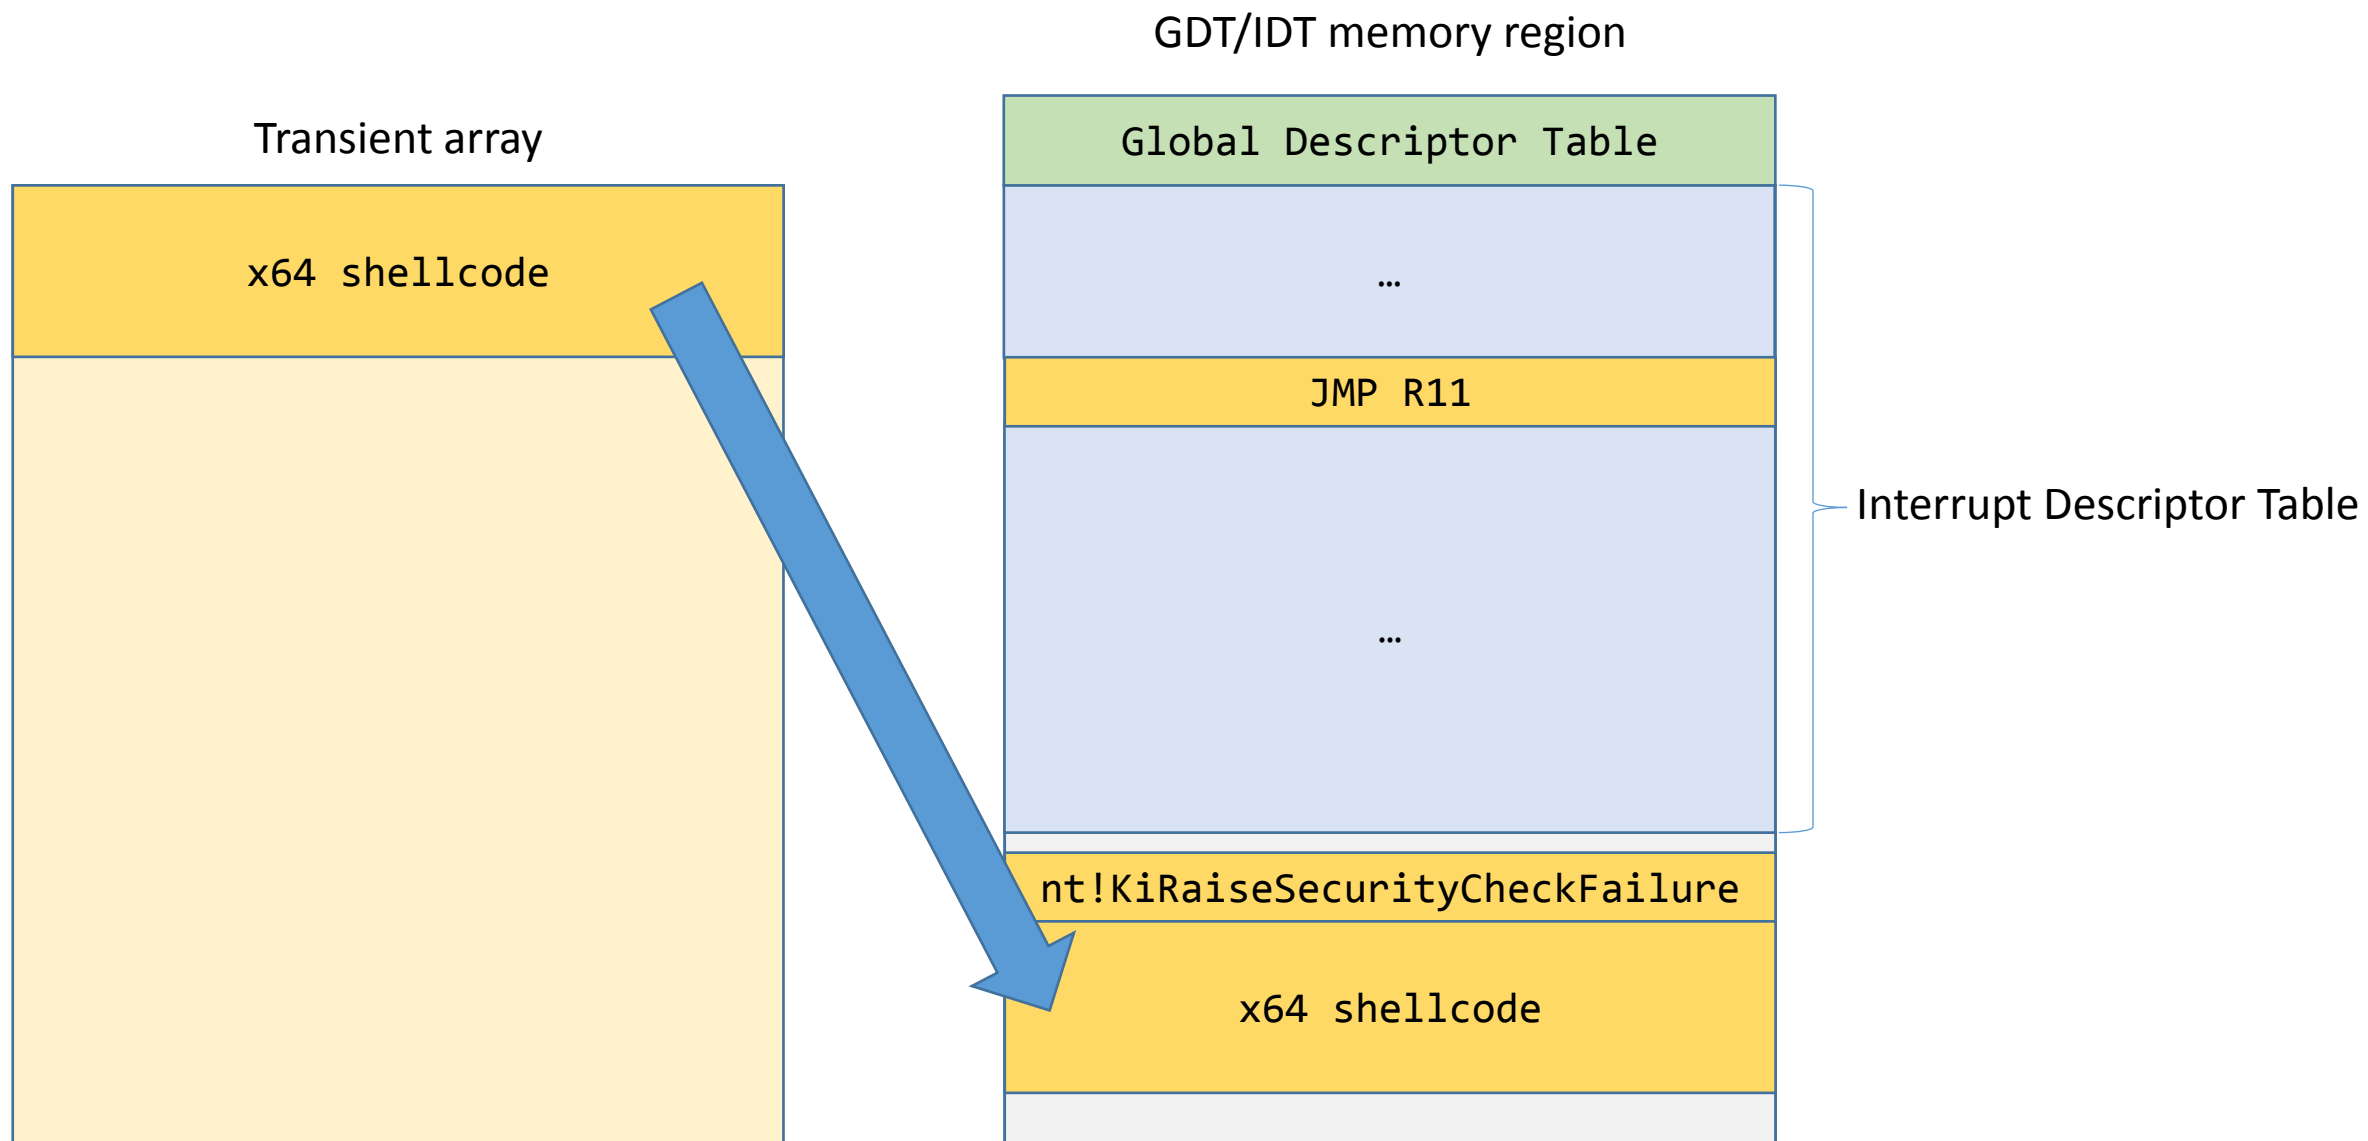 GDT/IDT memory region
Transient array
Global Descriptor Table
x64 shellcode
…
JMP R11
Interrupt Descriptor Table
…
nt!KiRaiseSecurityCheckFailure
x64 shellcode